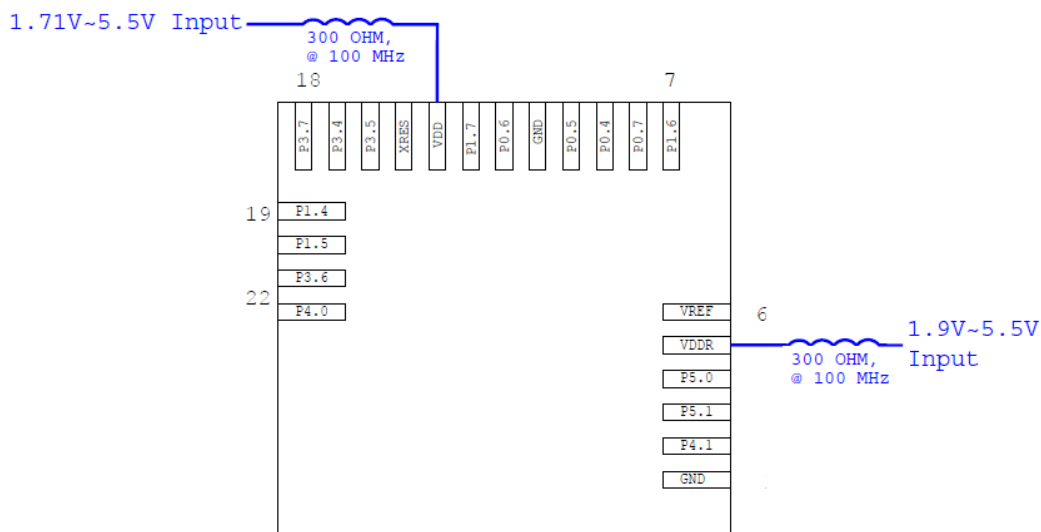 1.71V~5.5V Input
300 OHM,
@ 100 MHz
18
7
P3.7
P3.4
P3.5
XRES
VDD
P1.7
P0.6
GND
P0.5
P0.4
P0.7
P1.6
19
P1.4
P1.5
P3.6
22
P4.0
VREF
6
VDDR
1.9V~5.5V
Input
300 OHM,
@ 100 MHz
P5.0
P5.1
P4.1
GND